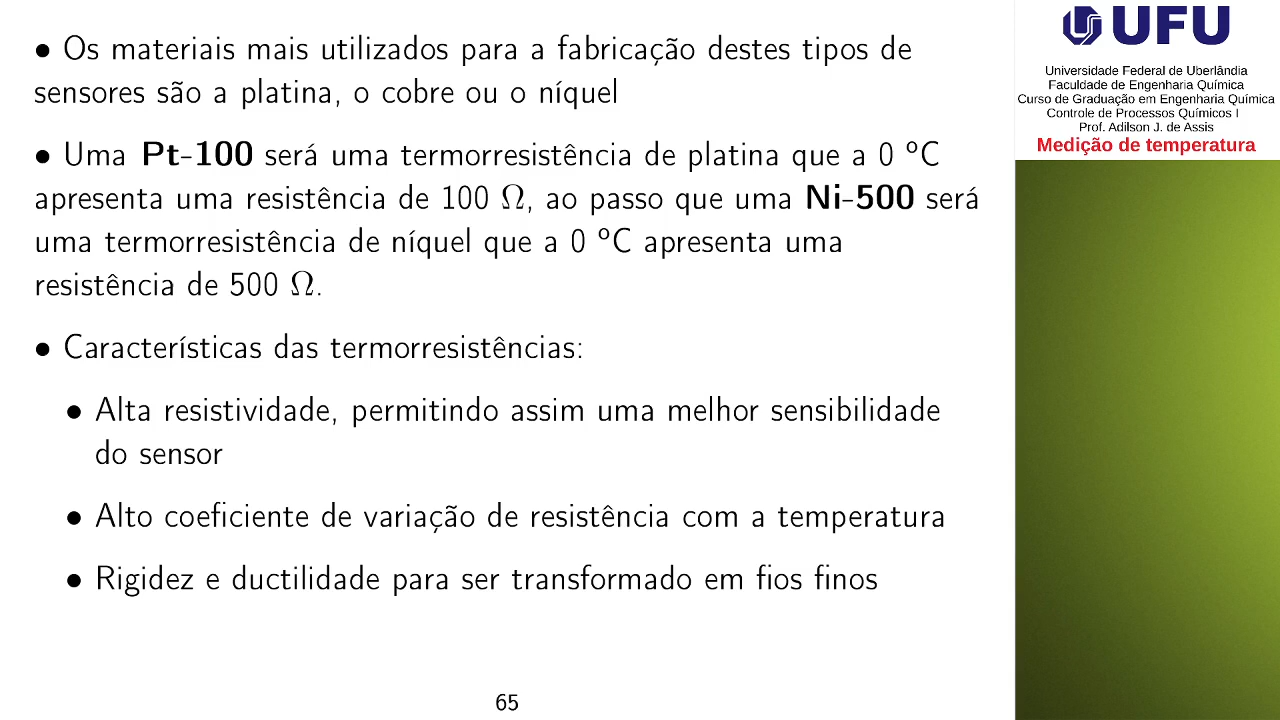 • Os materiais mais utilizados para a fabricação destes tipos de
sensores são a platina, o cobre ou o níquel
• Uma Pt-100 será uma termorresistência de platina que a 0 ºC
apresenta uma resistência de 100 Ω, ao passo que uma Ni-500 será
uma termorresistência de níquel que a 0 ºC apresenta uma
resistência de 500 Ω.
• Características das termorresistências:
• Alta resistividade, permitindo assim uma melhor sensibilidade
do sensor
• Alto coeficiente de variação de resistência com a temperatura
• Rigidez e ductilidade para ser transformado em fios finos
65
UFU
Universidade Federal de Uberlândia
Faculdade de Engenharia Química
Curso de Graduação em Engenharia Química
Controle de Processos Químicos I
Prof. Adilson J. de Assis
Medição de temperatura